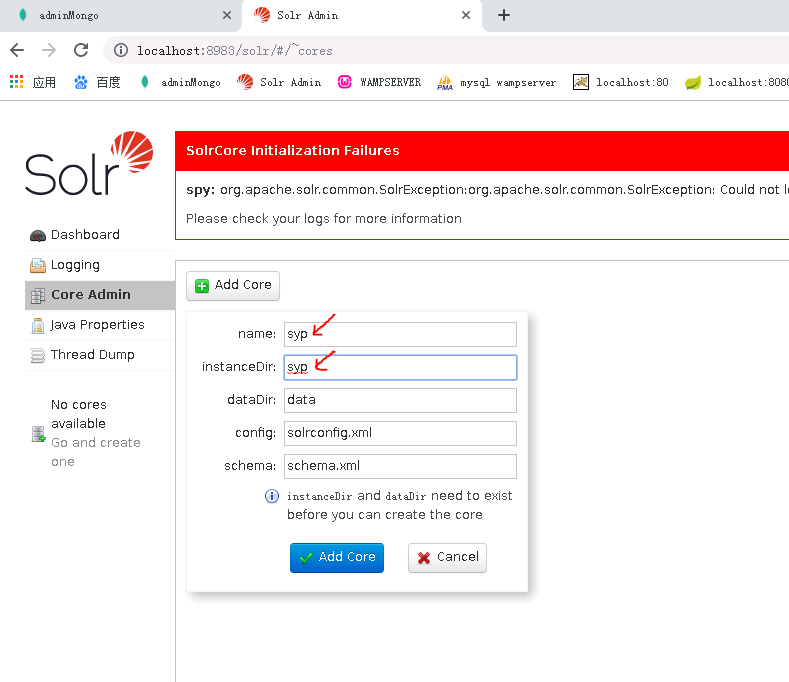 adminMongo
Solr Admin
localhost:8983/solr/#/~cores
应用 百度 adminMongo Solr Admin WAMPSERVER PMA mysql wampserver localhost:80 localhost:8080
Solr
SolrCore Initialization Failures
spy: org.apache.solr.common.SolrException:org.apache.solr.common.SolrException: Could not l
Please check your logs for more information
Dashboard
Logging
Core Admin
Java Properties
Thread Dump
No cores
available
Go and create
one
Add Core
name: syp
instanceDir: syp
dataDir: data
config: solrconfig.xml
schema: schema.xml
instanceDir and dataDir need to exist
before you can create the core
Add Core Cancel